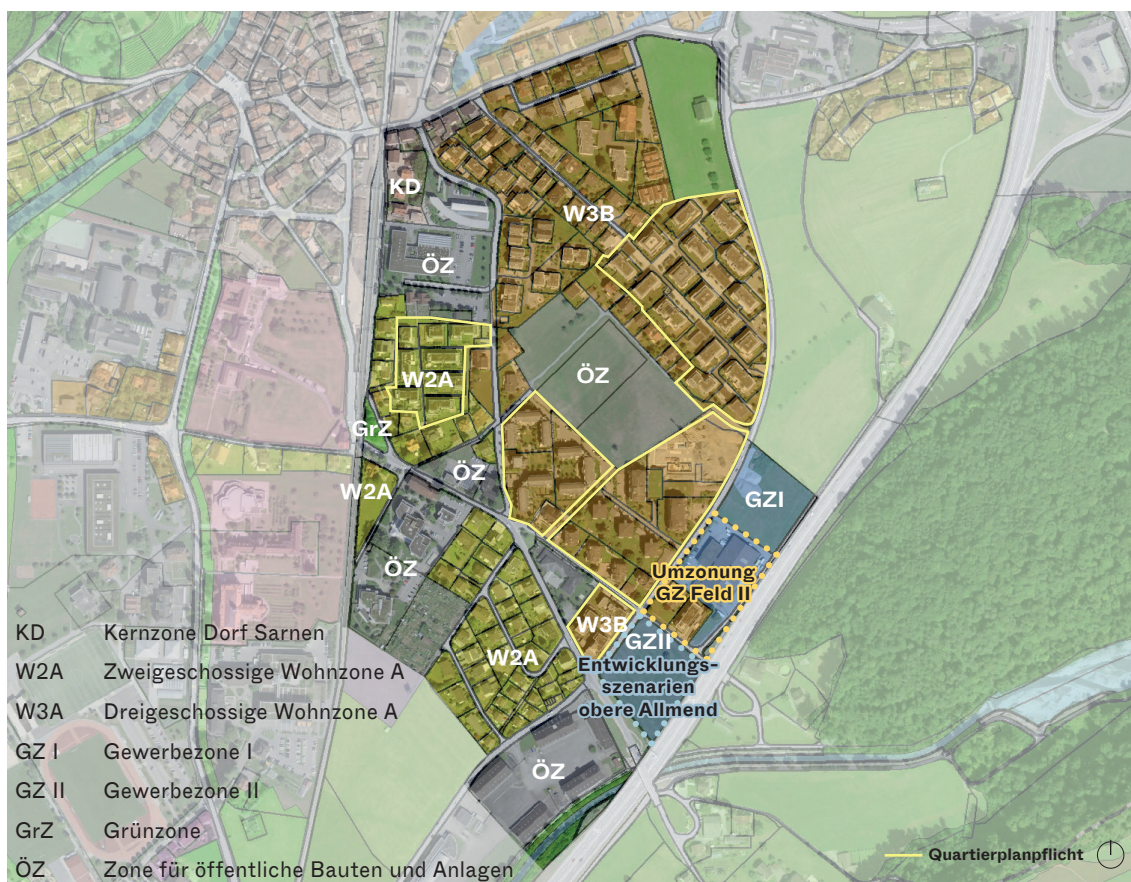 KD
W3B
ÖZ
ÖZ
W2A
GrZ
ÖZ
W2A
GZI
ÖZ
Umzonung
GZ Feld II
W3B
GZII
W2A
Entwicklungs-
szenarien
obere Allmend
ÖZ
KD Kernzone Dorf Sarnen
W2A Zweigeschossige Wohnzone A
W3A Dreigeschossige Wohnzone A
GZ I Gewerbezone I
GZ II Gewerbezone II
GrZ Grünzone
ÖZ Zone für öffentliche Bauten und Anlagen
Quartierplanpflicht